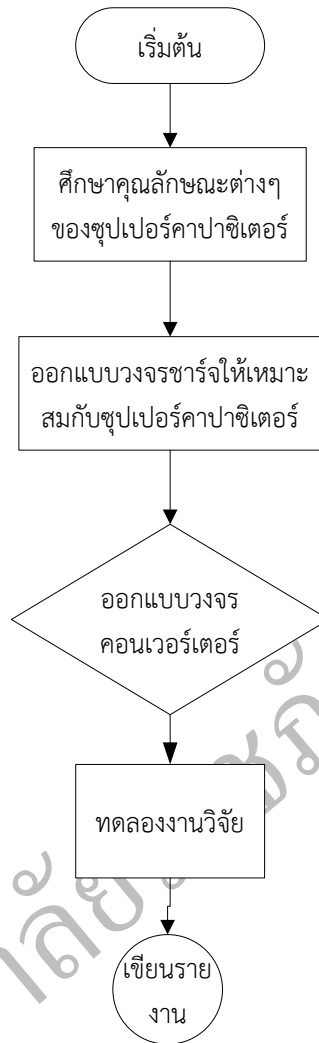 เริ่มต้น
ศึกษาคุณลักษณะต่างๆ
ของซุปเปอร์คาปาซิเตอร์
ออกแบบวงจรชาร์จให้เหมาะ
สมกับซุปเปอร์คาปาซิเตอร์
ออกแบบวงจร
คอนเวอร์เตอร์
ทดลองงานวิจัย
เขียนราย
งาน